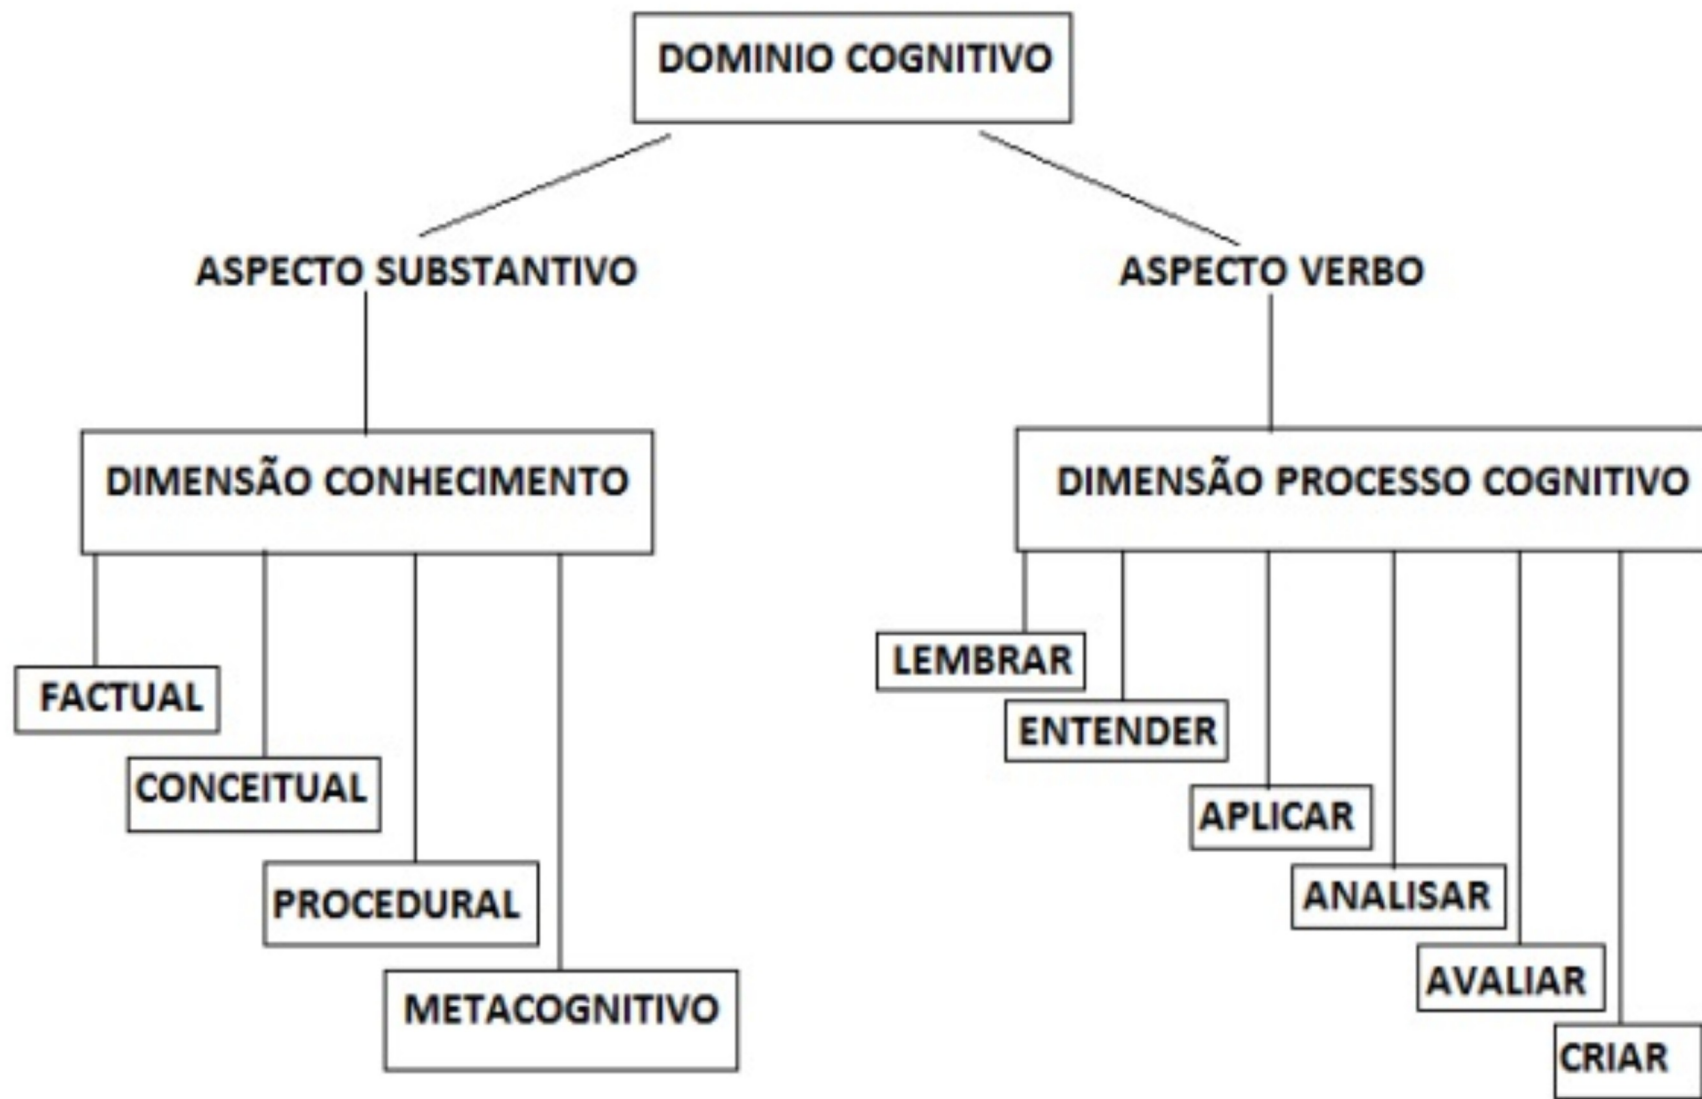 DOMINIO COGNITIVO
ASPECTO SUBSTANTIVO
ASPECTO VERBO
DIMENSÃO CONHECIMENTO
DIMENSÃO PROCESSO COGNITIVO
FACTUAL
CONCEITUAL
PROCEDURAL
METACOGNITIVO
LEMBRAR
ENTENDER
APLICAR
ANALISAR
AVALIAR
CRIAR